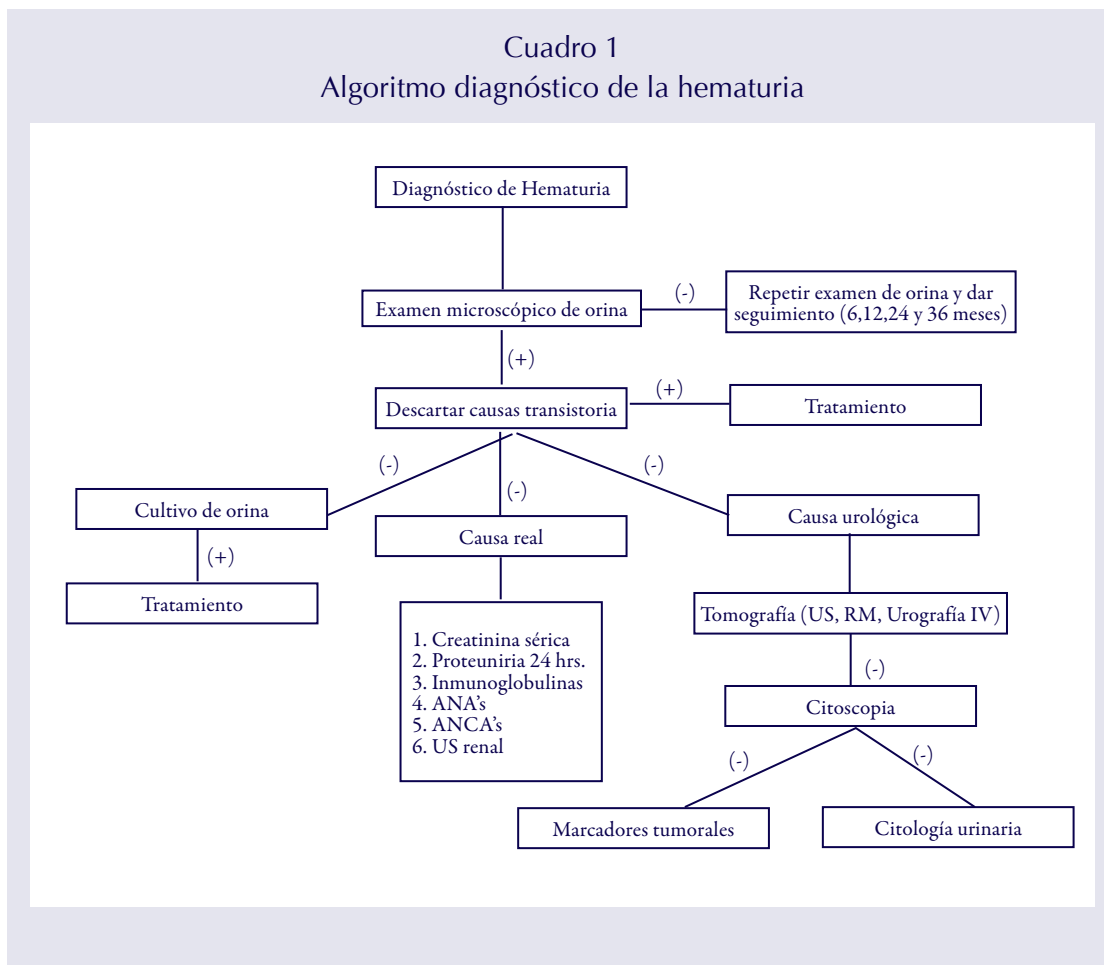 Cuadro 1
Algoritmo diagnóstico de la hematuria
Diagnóstico de Hematuria
Examen microscópico de orina
(-)
Repetir examen de orina y dar
seguimiento (6,12,24 y 36 meses)
(+)
Descartar causas transistoria
(+)
Tratamiento
(-)
(-)
(-)
Cultivo de orina
Causa real
Causa urológica
(+)
Tratamiento
1. Creatinina sérica
2. Proteuniria 24 hrs.
3. Inmunoglobulinas
4. ANA’s
5. ANCA’s
6. US renal
Tomografía (US, RM, Urografía IV)
(-)
Citoscopia
(-)
(-)
Marcadores tumorales
Citología urinaria